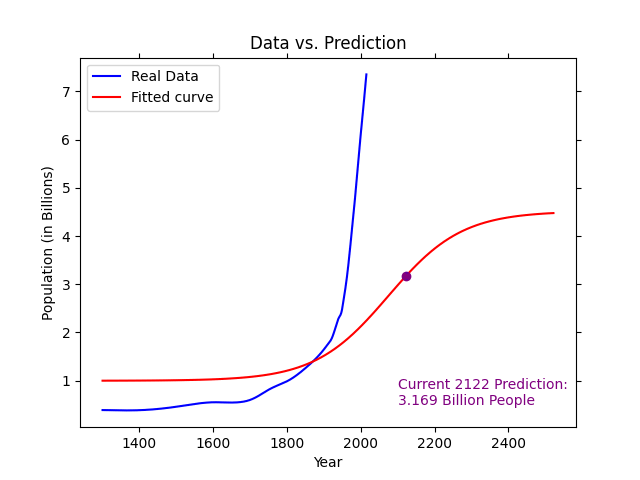 Data vs. Prediction
Real Data
Fitted curve
7
6
5
4
3
2
1
Population (in Billions)
Current 2122 Prediction:
3.169 Billion People
1400 1600 1800 2000 2200 2400
Year